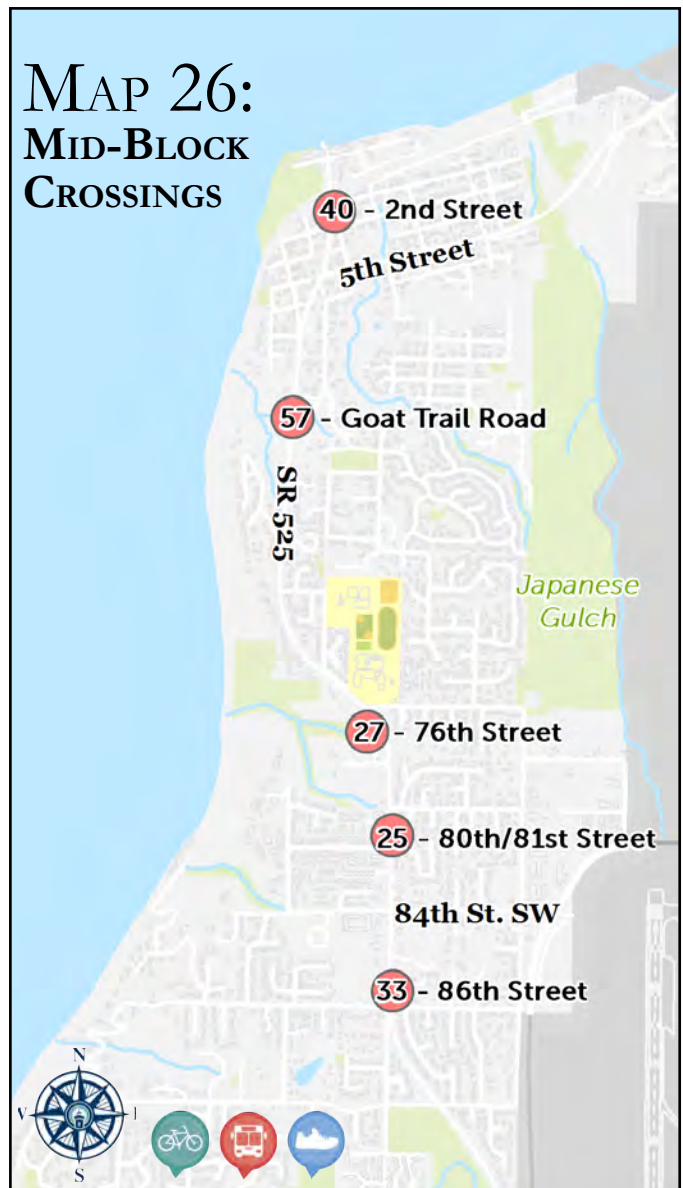 MAP 26:
MID-BLOCK
CROSSINGS
40 - 2nd Street
5th Street
57 - Goat Trail Road
SR 525
Japanese
Gulch
27 - 76th Street
25 - 80th/81st Street
84th St. SW
33 - 86th Street
N
S